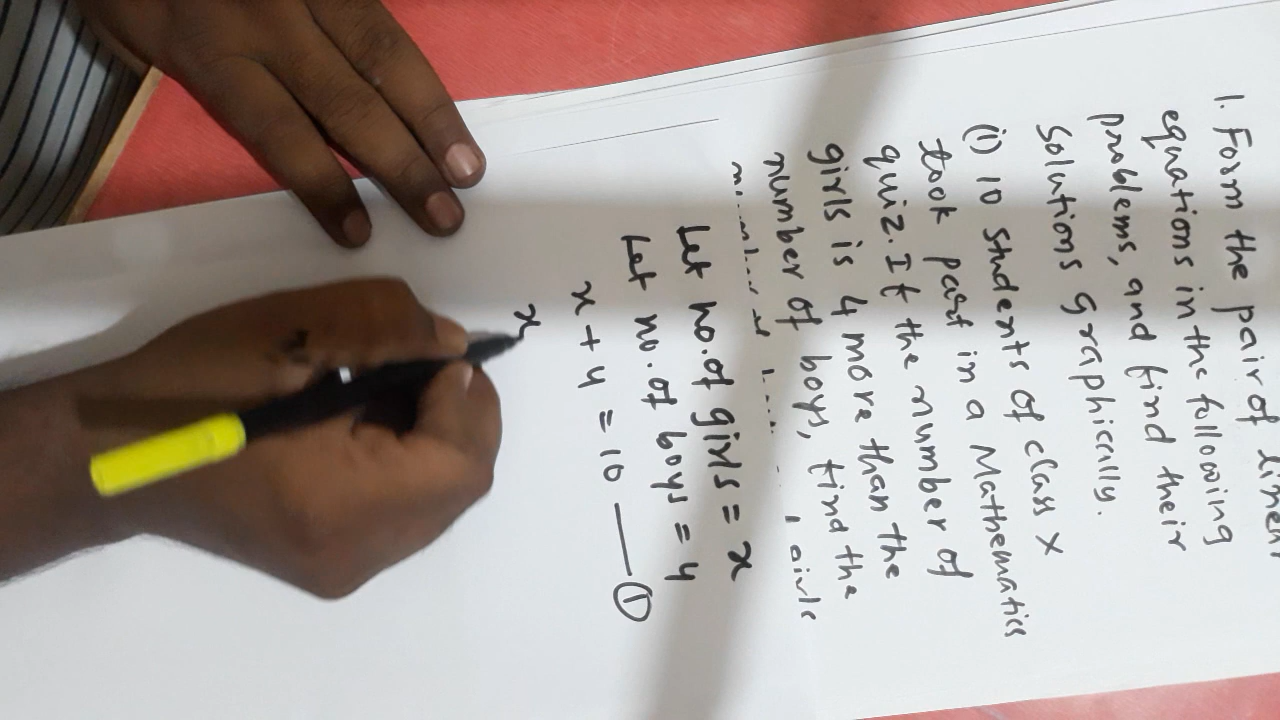 1. Form the pair of linear
equations in the following
problems, and find their
Solutions graphically.
(i) 10 students of class X
took part in a Mathematics
quiz. If the number of
girls is 4 more than the
number of boys, find the
girls
Let no. of girls = x
Let no. of boys = y
x + y = 10 —— ①
x